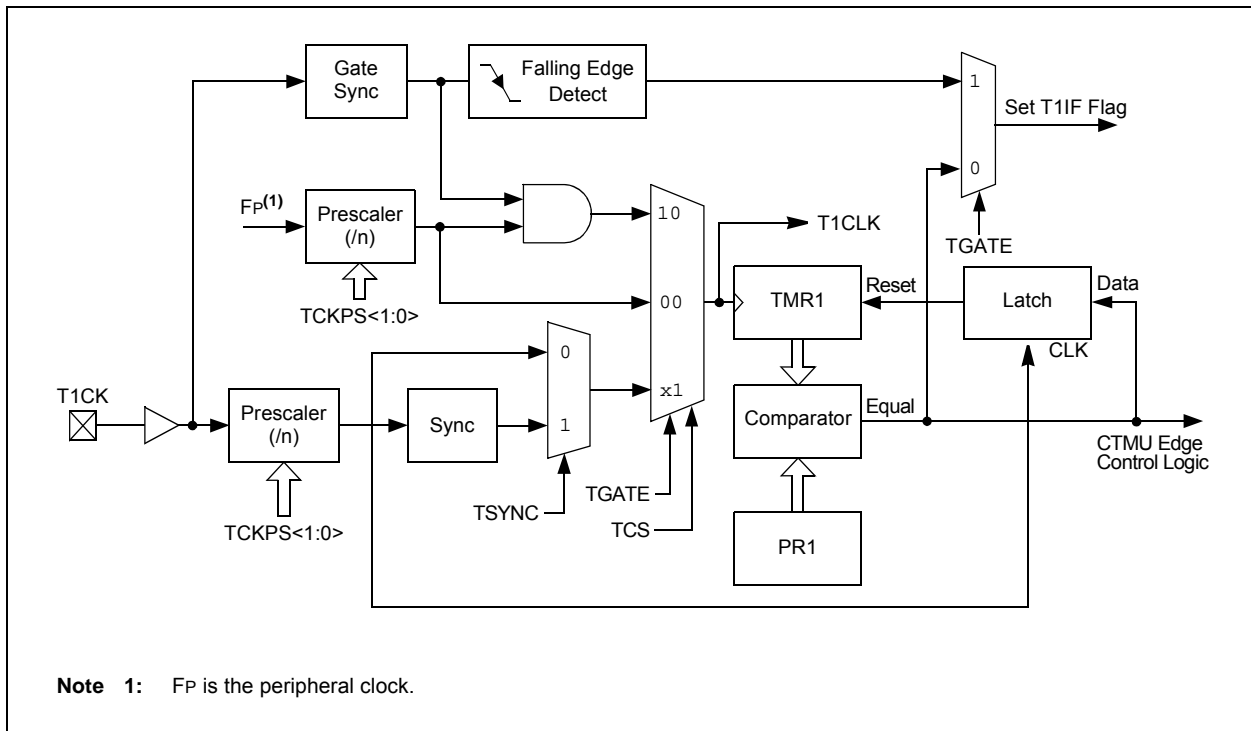 Gate
Sync
Falling Edge
Detect
1
Set T1IF Flag
0
TGATE
FP(1)
Prescaler
(/n)
TCKPS<1:0>
10
00
x1
T1CLK
TMR1
Reset
Latch
Data
CLK
T1CK
Prescaler
(/n)
TCKPS<1:0>
Sync
0
1
TSYNC
TGATE
TCS
Comparator
Equal
CTMU Edge
Control Logic
PR1
Note 1: FP is the peripheral clock.